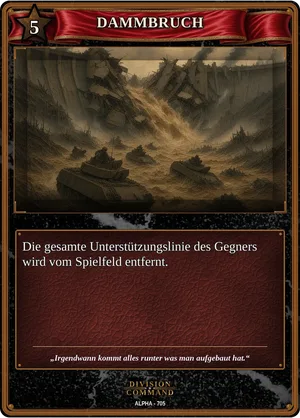 5
DAMMBRUCH
Die gesamte Unterstützungslinie des Gegners
wird vom Spielfeld entfernt.
„Irgendwann kommt alles runter was man aufgebaut hat.“
DIVISION
COMMAND
ALPHA - 705